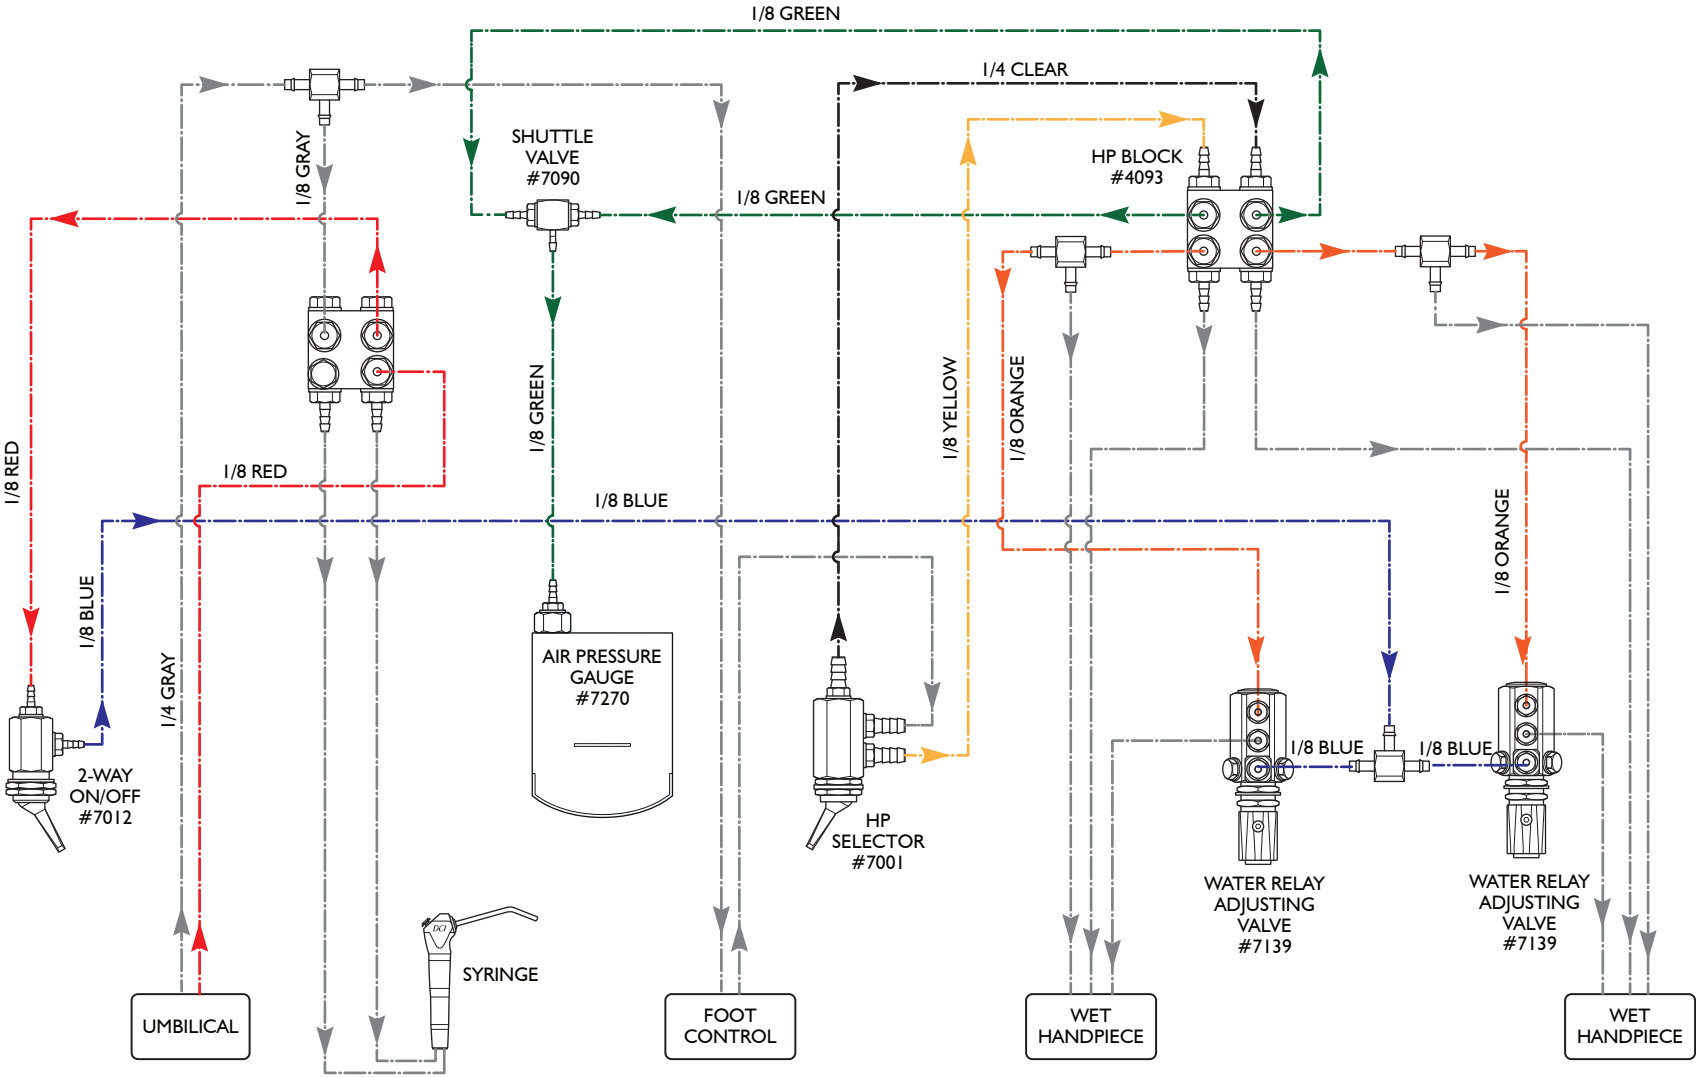 1/8 GREEN
1/4 CLEAR
SHUTTLE
VALVE
#7090
1/8 GRAY
HP BLOCK
#4093
1/8 GREEN
1/8 GREEN
1/8 YELLOW
1/8 ORANGE
1/8 RED
1/8 RED
1/8 BLUE
1/8 ORANGE
1/8 BLUE
1/4 GRAY
AIR PRESSURE
GAUGE
#7270
2-WAY
ON/OFF
#7012
1/8 BLUE
1/8 BLUE
HP
SELECTOR
#7001
WATER RELAY
ADJUSTING
VALVE
#7139
WATER RELAY
ADJUSTING
VALVE
#7139
DCI
SYRINGE
UMBILICAL
FOOT
CONTROL
WET
HANDPIECE
WET
HANDPIECE